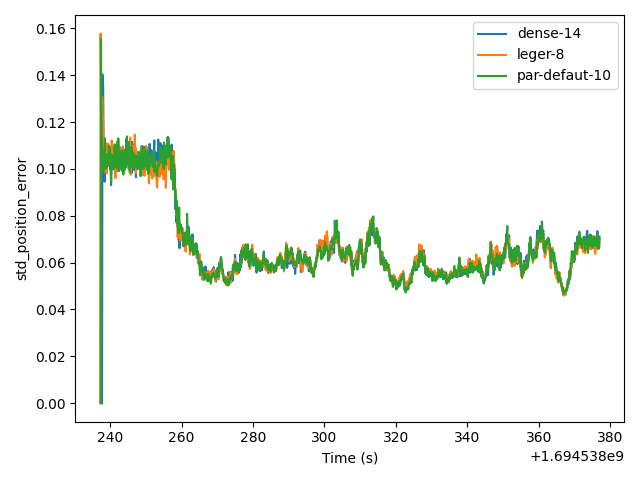 dense-14
leger-8
par-defaut-10
0.16
0.14
0.12
0.10
0.08
0.06
0.04
0.02
0.00
std_position_error
240 260 280 300 320 340 360 380
Time (s)
+1.694538e9